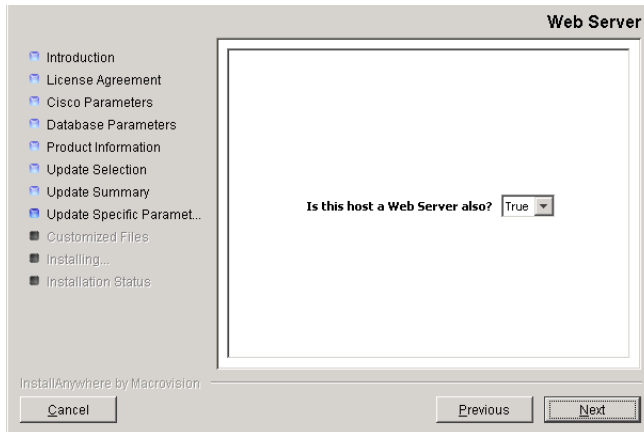 Web Server
Introduction
License Agreement
Cisco Parameters
Database Parameters
Product Information
Update Selection
Update Summary
Update Specific Paramet...
Customized Files
Installing...
Installation Status
Is this host a Web Server also? True
InstallAnywhere by Macrovision
Cancel Previous Next